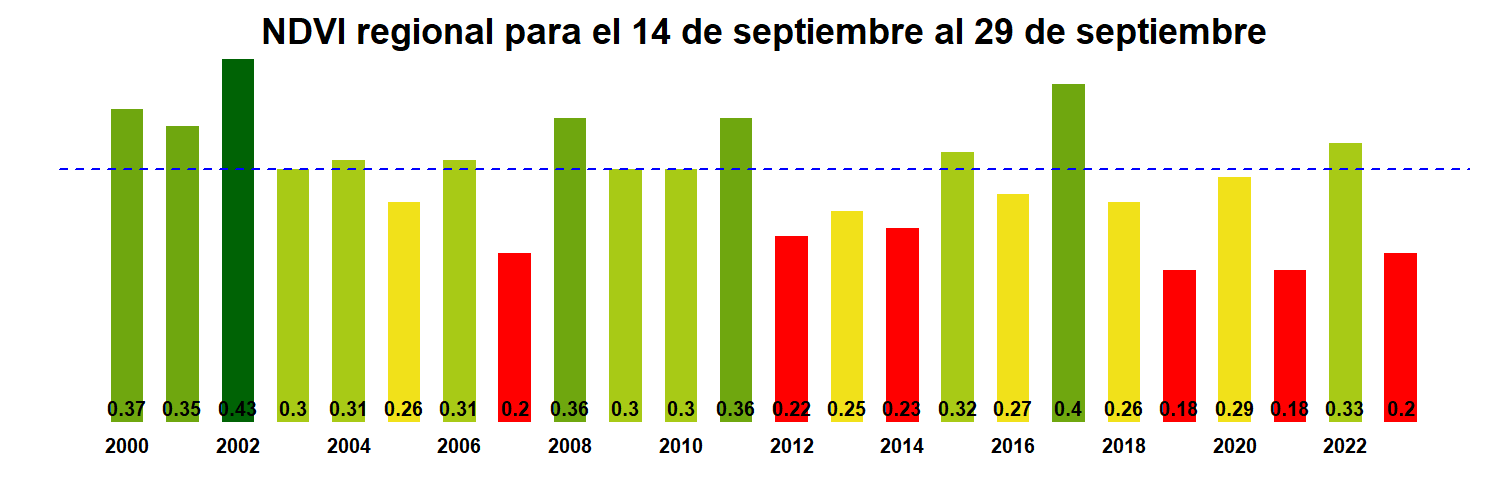 NDVI regional para el 14 de septiembre al 29 de septiembre
0.37 0.35 0.43 0.3 0.31 0.26 0.31 0.2 0.36 0.3 0.3 0.36 0.22 0.25 0.23 0.32 0.27 0.4 0.26 0.18 0.29 0.18 0.33 0.2
2000 2002 2004 2006 2008 2010 2012 2014 2016 2018 2020 2022